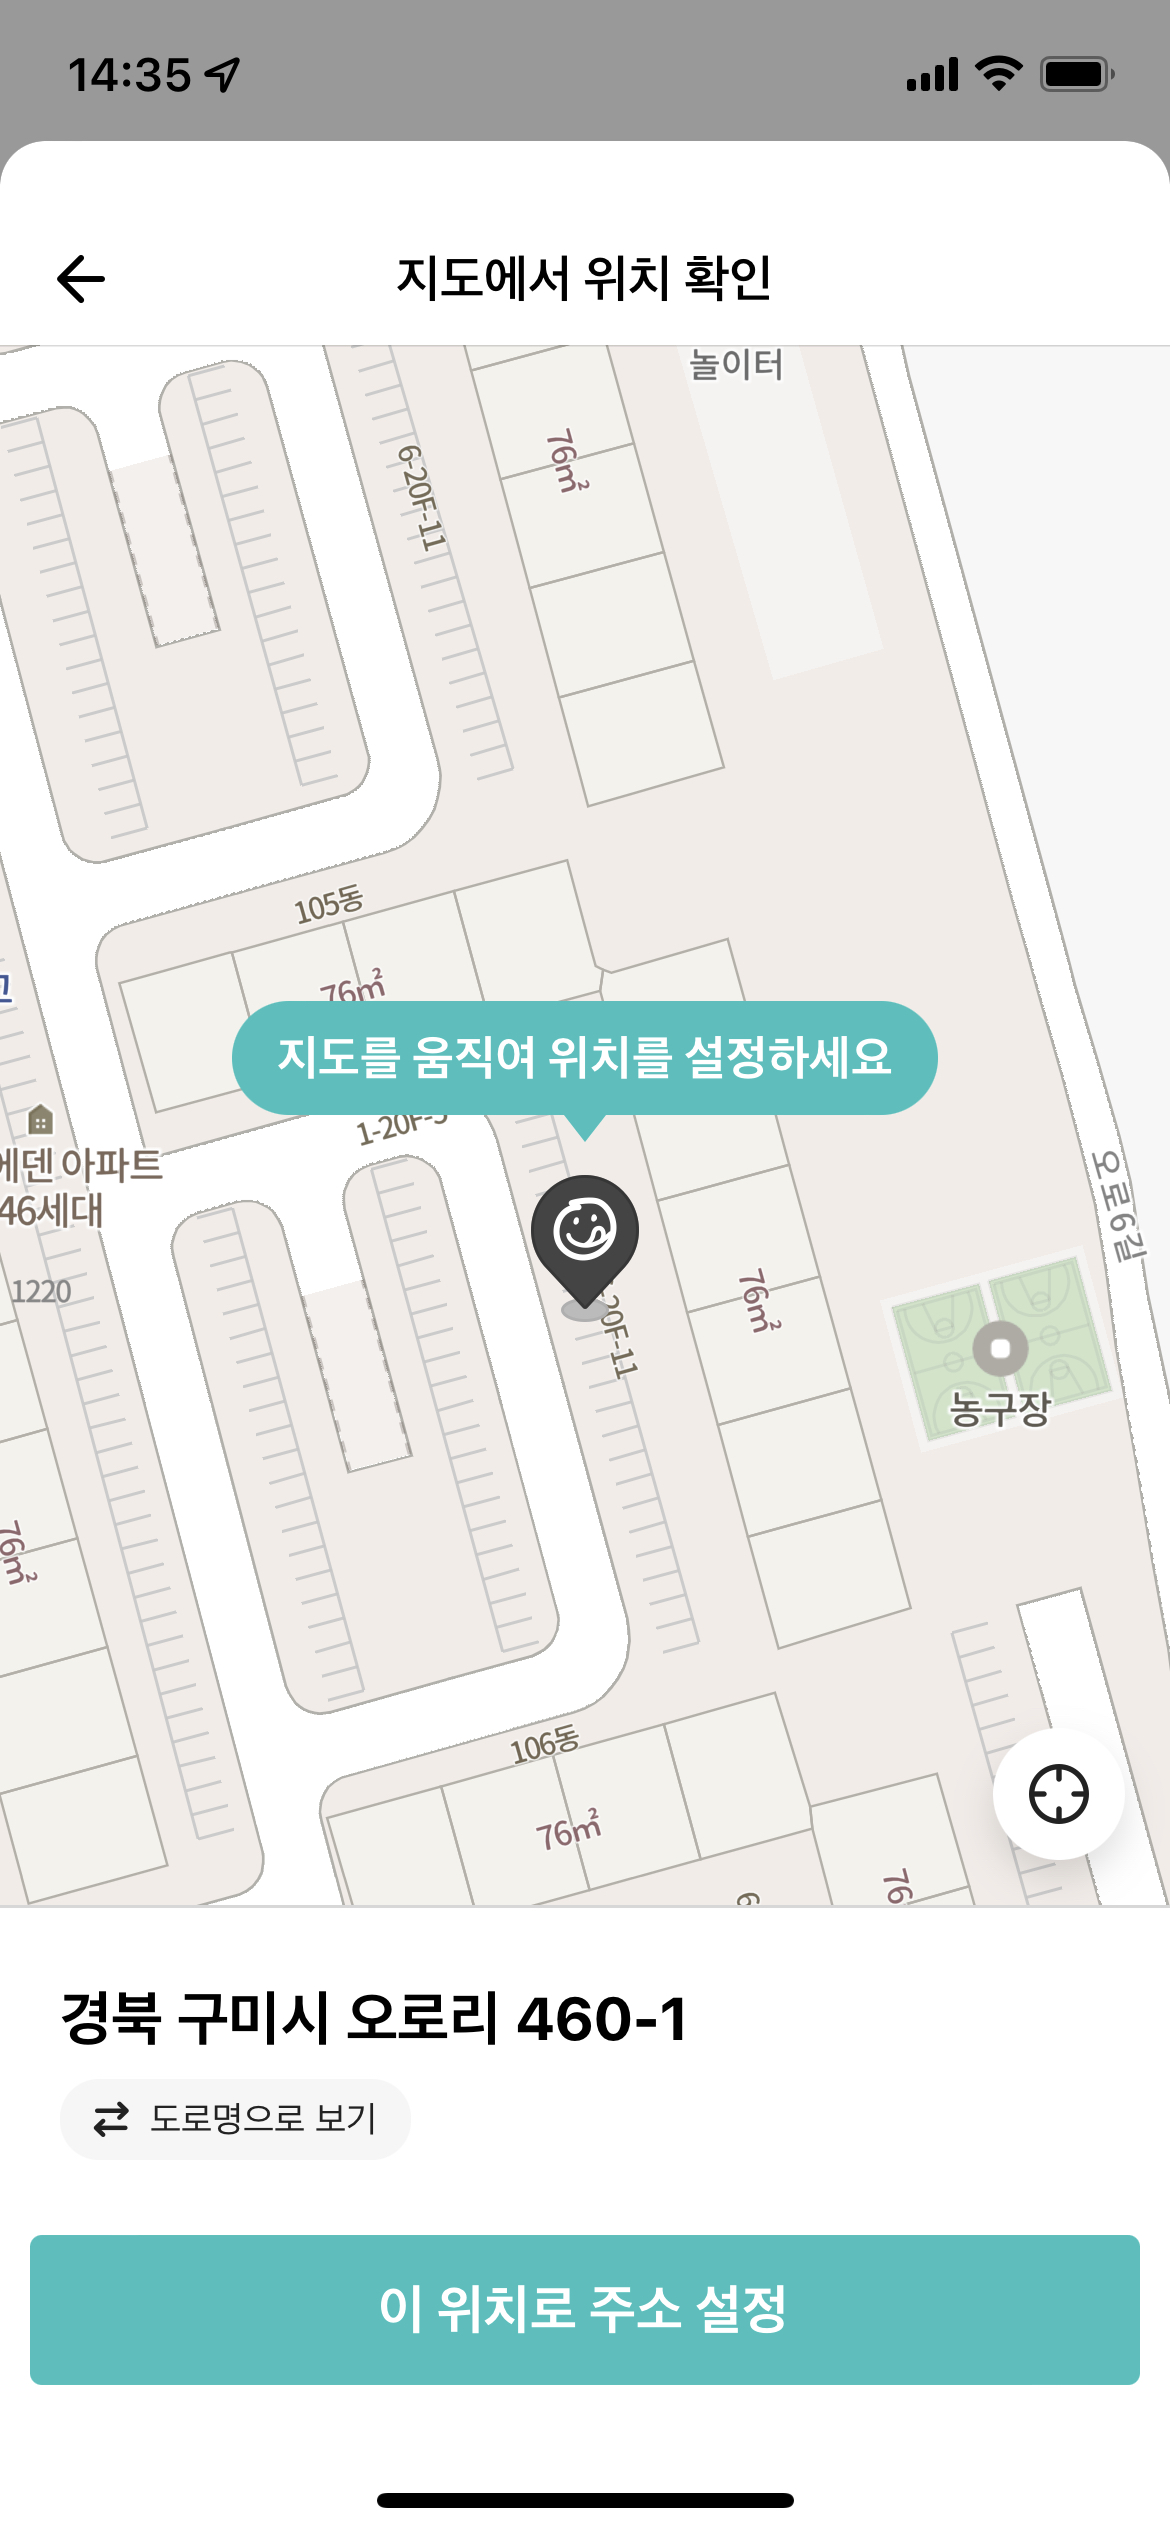 14:35
지도에서 위치 확인
놀이터
76㎡
6-20F-11
105동
76㎡
지도를 움직여 위치를 설정하세요
1-20F-5
에덴 아파트
46세대
1220
오로6길
20F-11
76㎡
농구장
76㎡
106동
76㎡
76
6
경북 구미시 오로리 460-1
도로명으로 보기
이 위치로 주소 설정